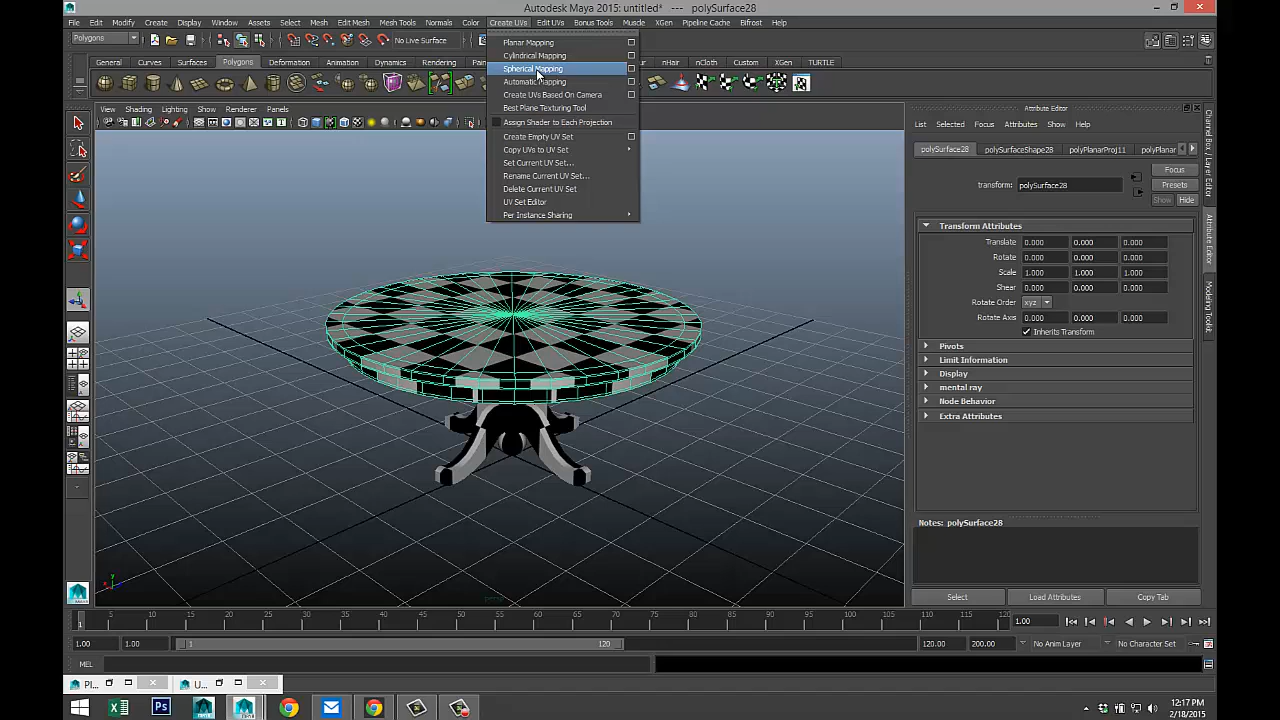 Autodesk Maya 2015: untitled* --- polySurface28
File Edit Modify Create Display Window Assets Select Mesh Edit Mesh Mesh Tools Normals Color Create UVs Edit UVs Bonus Tools Muscle XGen Pipeline Cache Bifrost Help
Polygons
No Live Surface
General Curves Surfaces Polygons Deformation Animation Dynamics Rendering
nHair nCloth Custom XGen TURTLE
Planar Mapping
Cylindrical Mapping
Spherical Mapping
Automatic Mapping
Create UVs Based On Camera
Best Plane Texturing Tool
Assign Shader to Each Projection
Create Empty UV Set
Copy UVs to UV Set
Set Current UV Set...
Rename Current UV Set...
Delete Current UV Set
UV Set Editor
Per Instance Sharing
View Shading Lighting Show Renderer Panels
Attribute Editor
List Selected Focus Attributes Show Help
polySurface28 polySurfaceShape28 polyPlanarProj11 polyPlanar
transform: polySurface28
Focus
Presets
Show Hide
Transform Attributes
Translate 0.000 0.000 0.000
Rotate 0.000 0.000 0.000
Scale 1.000 1.000 1.000
Shear 0.000 0.000 0.000
Rotate Order xyz
Rotate Axis 0.000 0.000 0.000
Inherits Transform
Pivots
Limit Information
Display
mental ray
Node Behavior
Extra Attributes
Notes: polySurface28
Select Load Attributes Copy Tab
Channel Box / Layer Editor
Attribute Editor
Modeling Toolkit
1 5 10 15 20 25 30 35 40 45 50 55 60 65 70 75 80 85 90 95 100 105 110 115 120 1.00
1.00 1.00 1 120 120.00 200.00 No Anim Layer No Character Set
MEL
Pl... U...
12:17 PM
2/18/2015